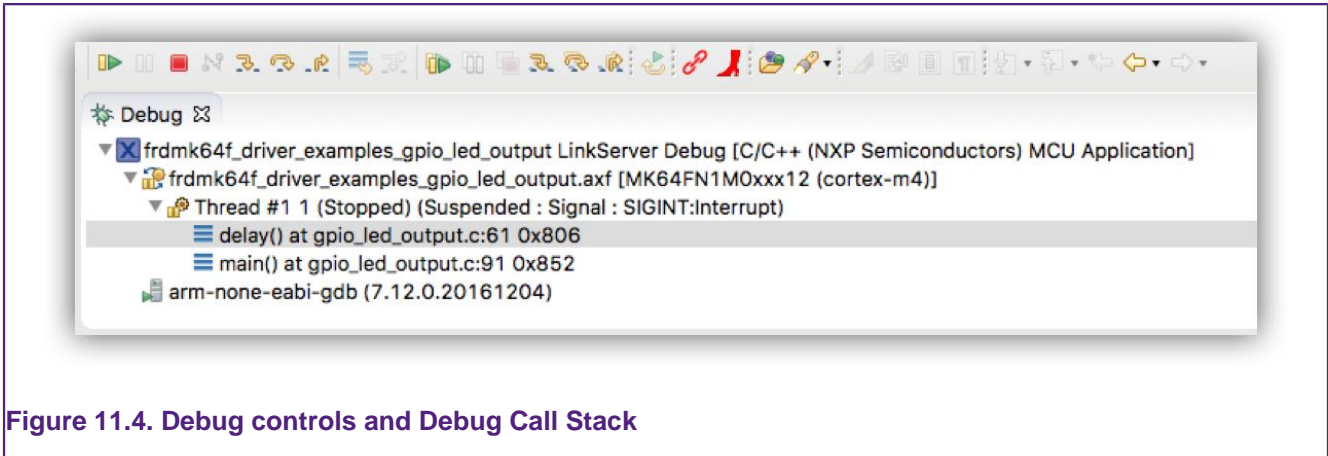 Debug
frdmk64f_driver_examples_gpio_led_output LinkServer Debug [C/C++ (NXP Semiconductors) MCU Application]
frdmk64f_driver_examples_gpio_led_output.axf [MK64FN1M0xxx12 (cortex-m4)]
Thread #1 1 (Stopped) (Suspended : Signal : SIGINT:Interrupt)
delay() at gpio_led_output.c:61 0x806
main() at gpio_led_output.c:91 0x852
arm-none-eabi-gdb (7.12.0.20161204)
Figure 11.4. Debug controls and Debug Call Stack